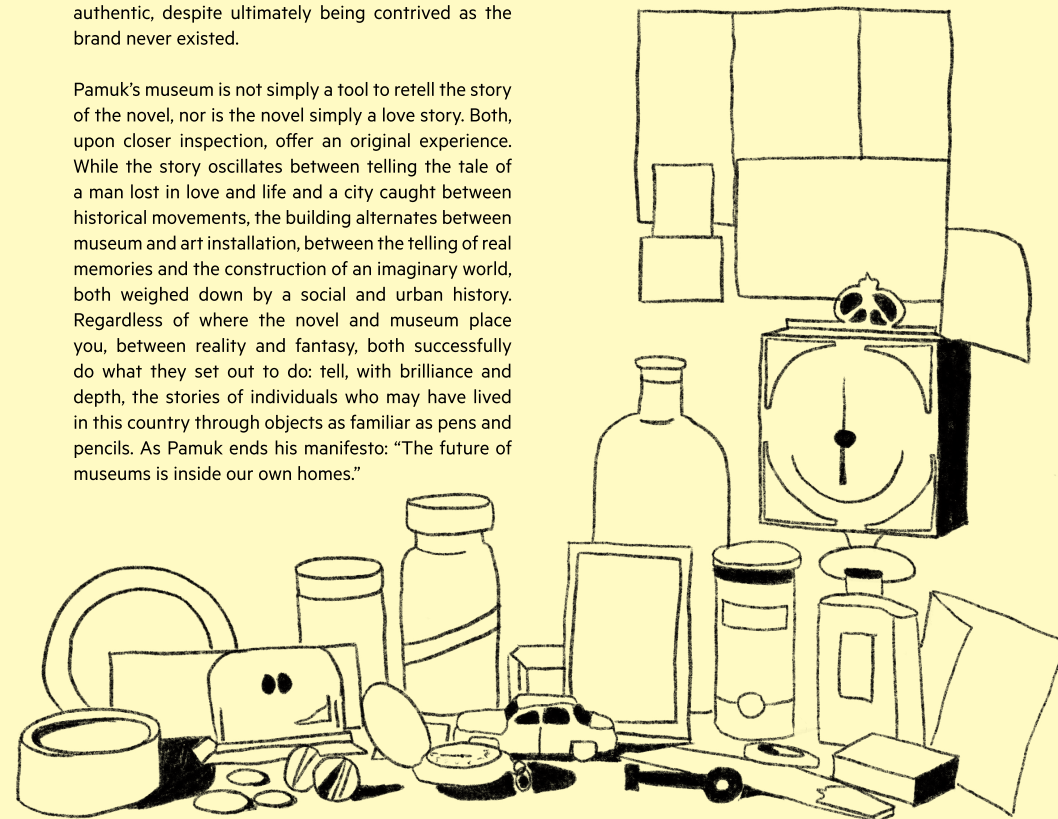 authentic, despite ultimately being contrived as the
brand never existed.
Pamuk’s museum is not simply a tool to retell the story
of the novel, nor is the novel simply a love story. Both,
upon closer inspection, offer an original experience.
While the story oscillates between telling the tale of
a man lost in love and life and a city caught between
historical movements, the building alternates between
museum and art installation, between the telling of real
memories and the construction of an imaginary world,
both weighed down by a social and urban history.
Regardless of where the novel and museum place
you, between reality and fantasy, both successfully
do what they set out to do: tell, with brilliance and
depth, the stories of individuals who may have lived
in this country through objects as familiar as pens and
pencils. As Pamuk ends his manifesto: “The future of
museums is inside our own homes.”